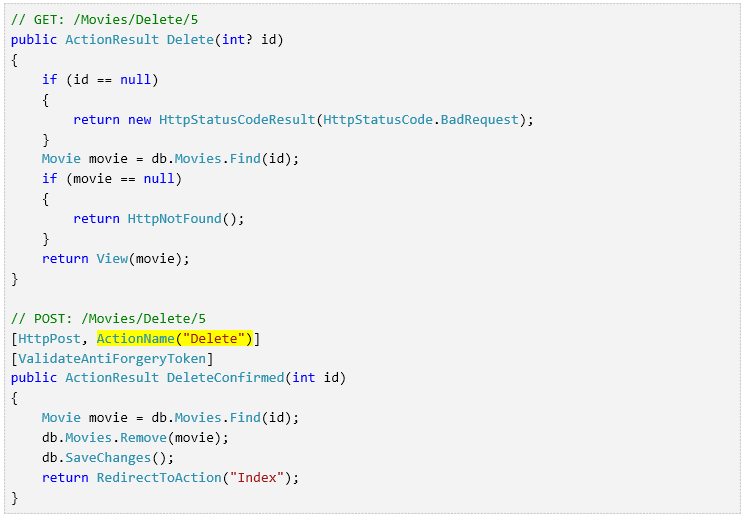 // GET: /Movies/Delete/5
public ActionResult Delete(int? id)
{
    if (id == null)
    {
        return new HttpStatusCodeResult(HttpStatusCode.BadRequest);
    }
    Movie movie = db.Movies.Find(id);
    if (movie == null)
    {
        return HttpNotFound();
    }
    return View(movie);
}

// POST: /Movies/Delete/5
[HttpPost, ActionName("Delete")]
[ValidateAntiForgeryToken]
public ActionResult DeleteConfirmed(int id)
{
    Movie movie = db.Movies.Find(id);
    db.Movies.Remove(movie);
    db.SaveChanges();
    return RedirectToAction("Index");
}